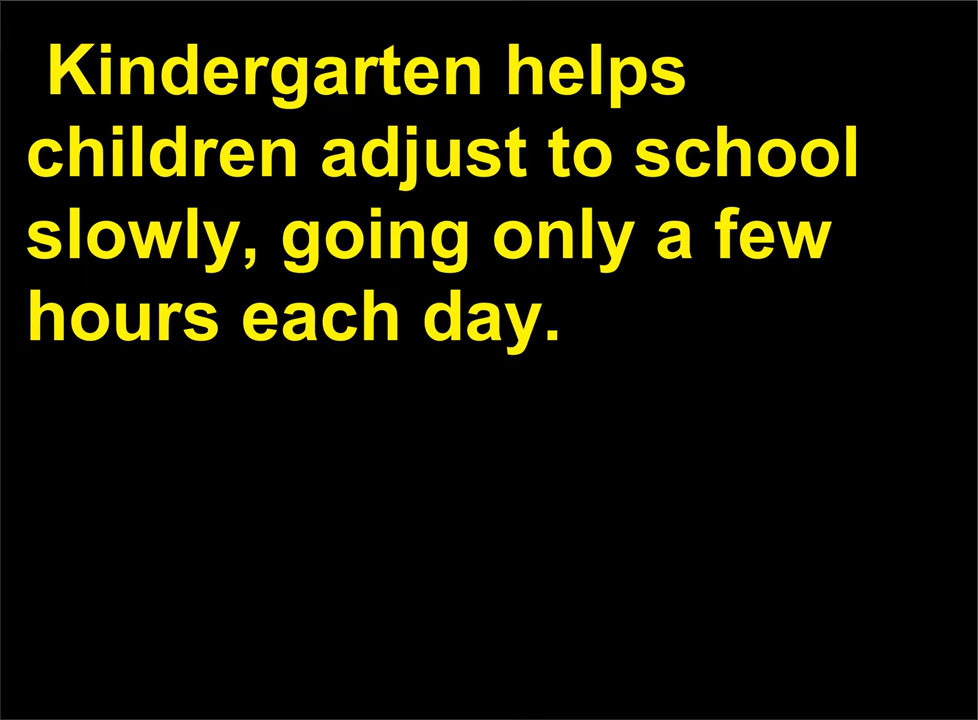 Kindergarten helps
children adjust to school
slowly, going only a few
hours each day.